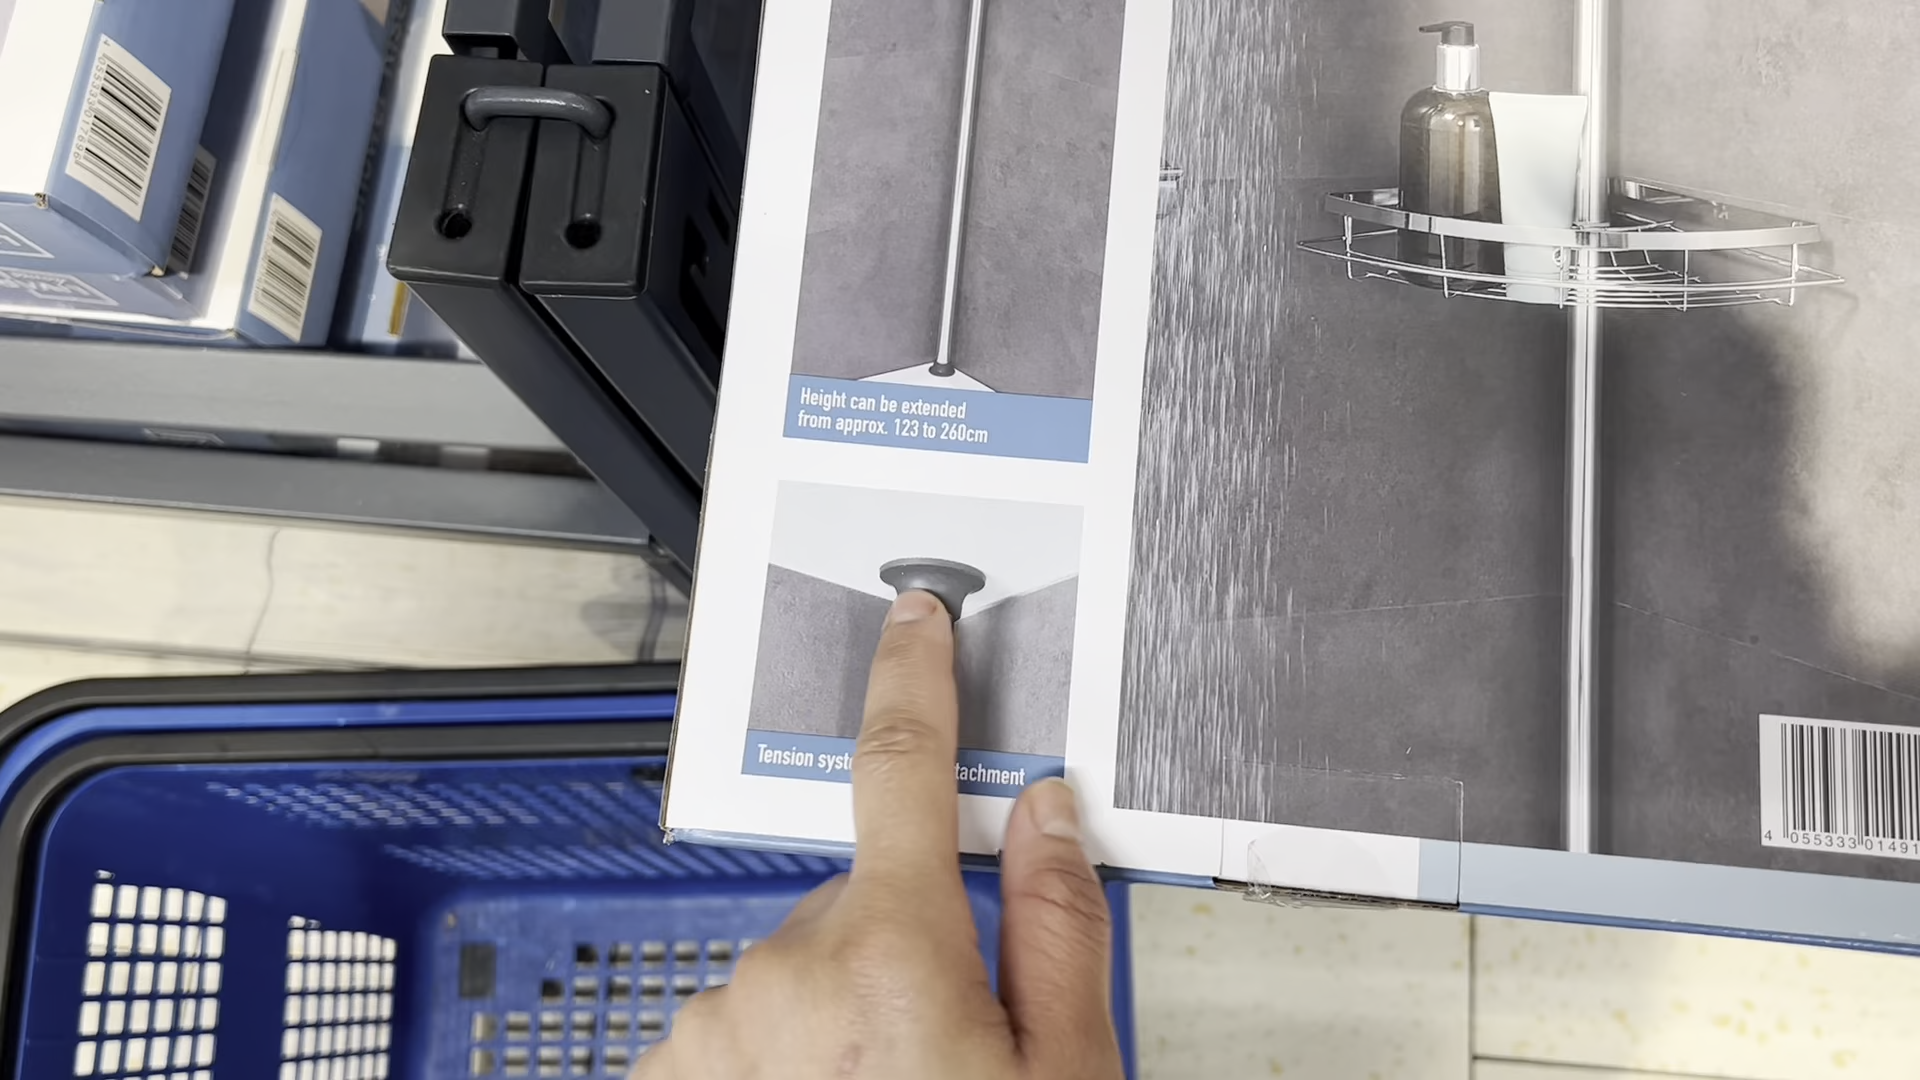 Height can be extended
from approx. 123 to 260cm
Tension syst tachment
4 055333 01491